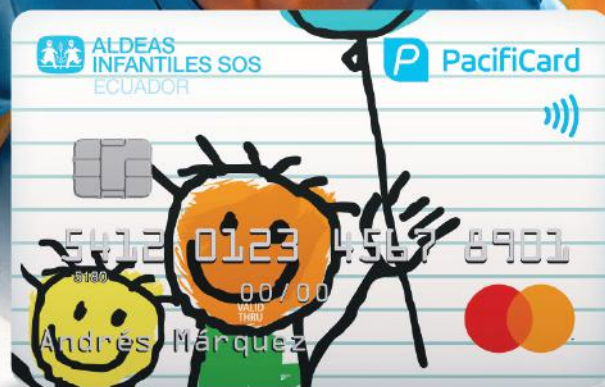 ALDEAS
INFANTILES SOS
ECUADOR
PacifiCard
5412 0123 4567 8901
5180
00/00
VALID
THRU
Andrés Márquez